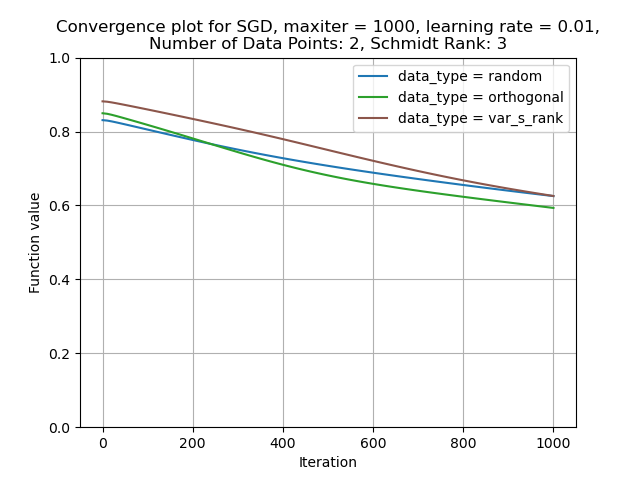 Convergence plot for SGD, maxiter = 1000, learning rate = 0.01,
Number of Data Points: 2, Schmidt Rank: 3
data_type = random
data_type = orthogonal
data_type = var_s_rank
Function value
1.0
0.8
0.6
0.4
0.2
0.0
0 200 400 600 800 1000
Iteration